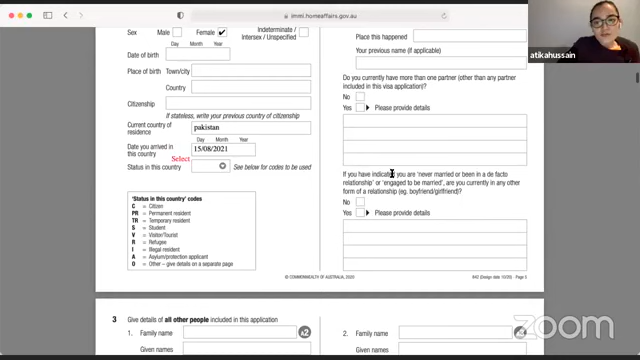 immi.homeaffairs.gov.au
atikahussain
Sex Male Female ✔ Indeterminate / Intersex / Unspecified
Day Month Year
Date of birth
Place of birth Town/city
Country
Citizenship
If stateless, write your previous country of citizenship
Current country of residence pakistan
Day Month Year
Date you arrived in this country 15/08/2021
Select
Status in this country See below for codes to be used
'Status in this country' codes
C = Citizen
PR = Permanent resident
TR = Temporary resident
S = Student
V = Visitor/Tourist
R = Refugee
I = Illegal resident
A = Asylum/protection applicant
O = Other – give details on a separate page
Place this happened
Your previous name (if applicable)
Do you currently have more than one partner (other than any partner
included in this visa application)?
No
Yes Please provide details
If you have indicated you are 'never married or been in a de facto
relationship' or 'engaged to be married', are you currently in any other
form of a relationship (eg. boyfriend/girlfriend)?
No
Yes Please provide details
© COMMONWEALTH OF AUSTRALIA, 2020
842 (Design date 10/20) - Page 5
3 Give details of all other people included in this application
1. Family name
Given names
2. Family name
Given names
zoom